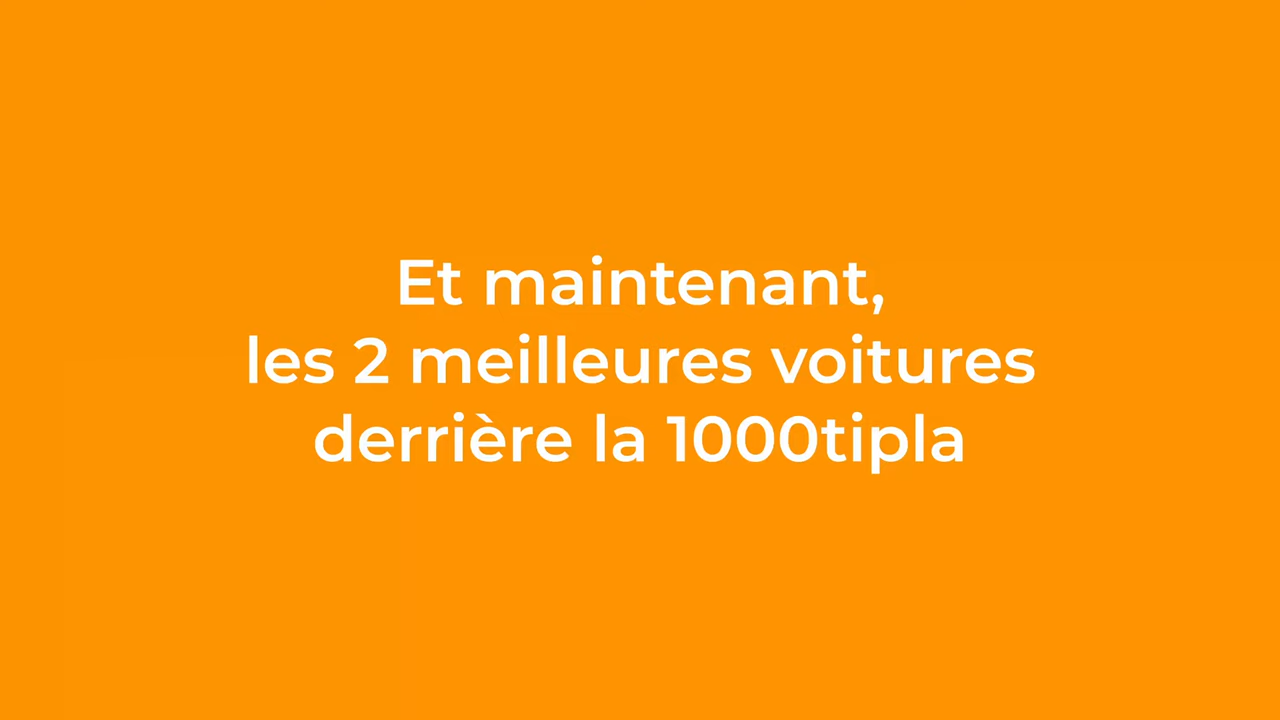 Et maintenant,
les 2 meilleures voitures
derrière la 1000tipla